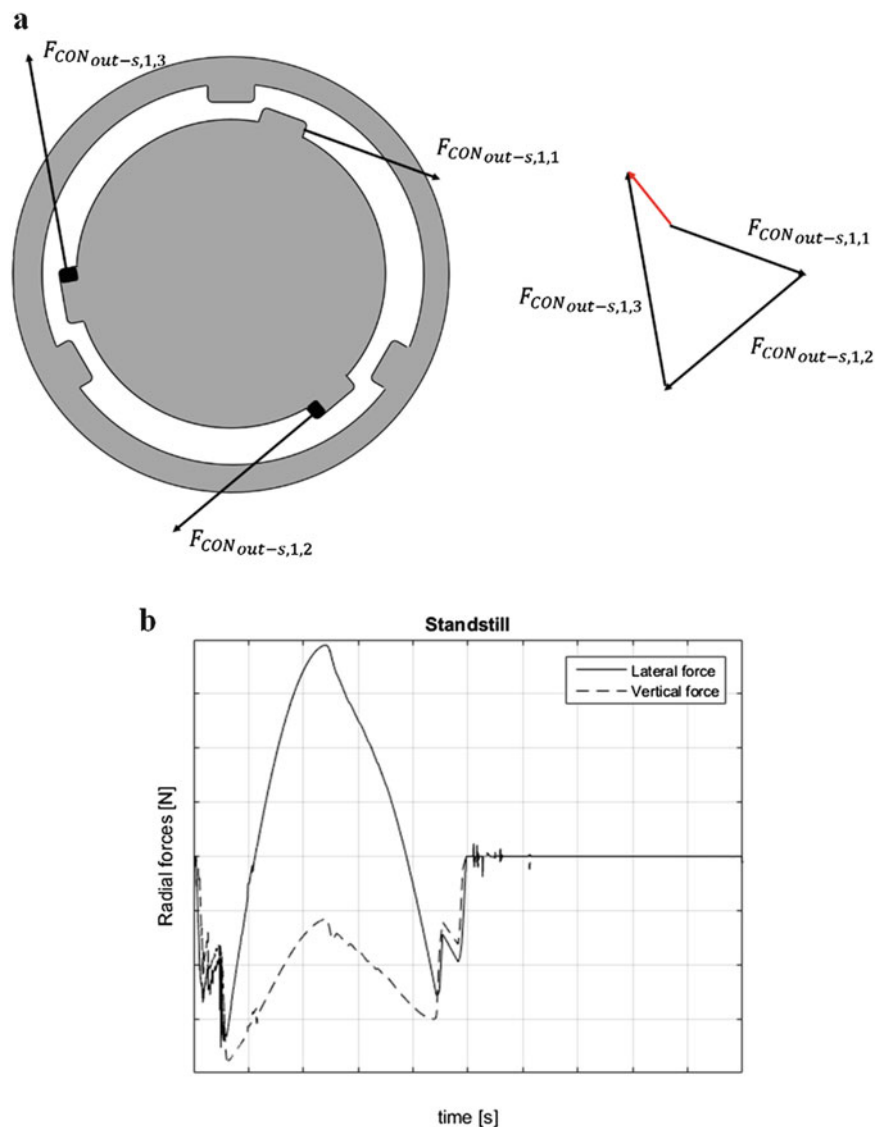 a
F_{CON_{out-s,1,3}}
F_{CON_{out-s,1,1}}
F_{CON_{out-s,1,2}}
F_{CON_{out-s,1,1}}
F_{CON_{out-s,1,3}}
F_{CON_{out-s,1,2}}
b
Standstill
Lateral force
Vertical force
Radial forces [N]
time [s]